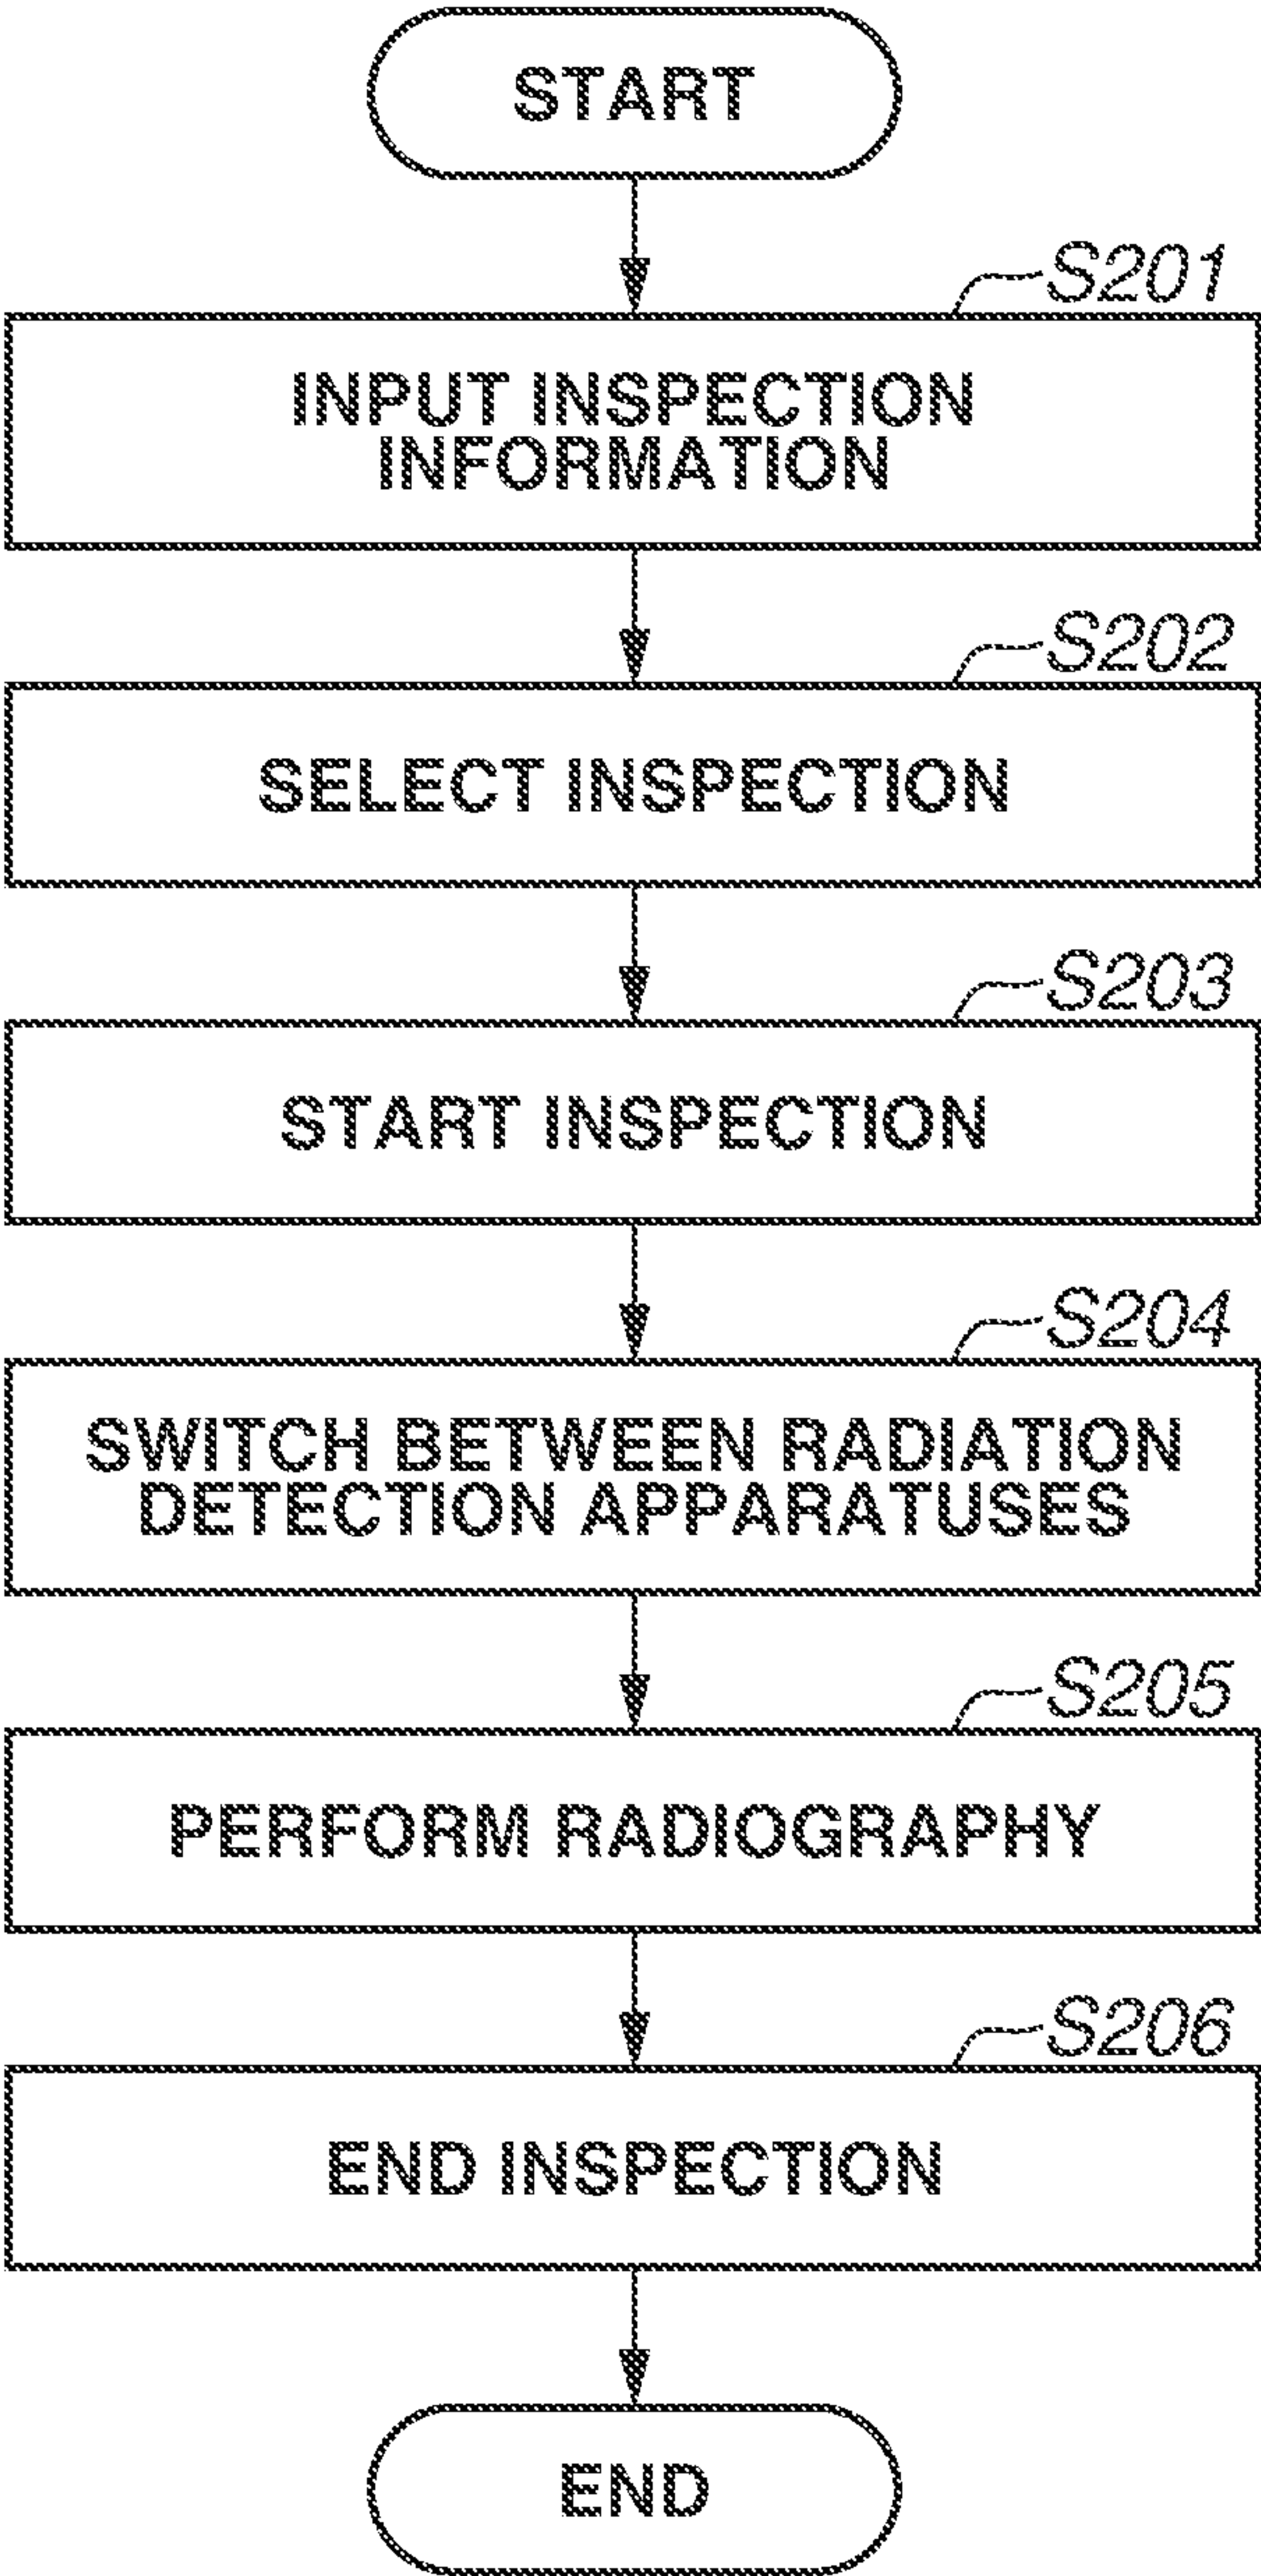 START
S201
INPUT INSPECTION
INFORMATION
S202
SELECT INSPECTION
S203
START INSPECTION
S204
SWITCH BETWEEN RADIATION
DETECTION APPARATUSES
S205
PERFORM RADIOGRAPHY
S206
END INSPECTION
END